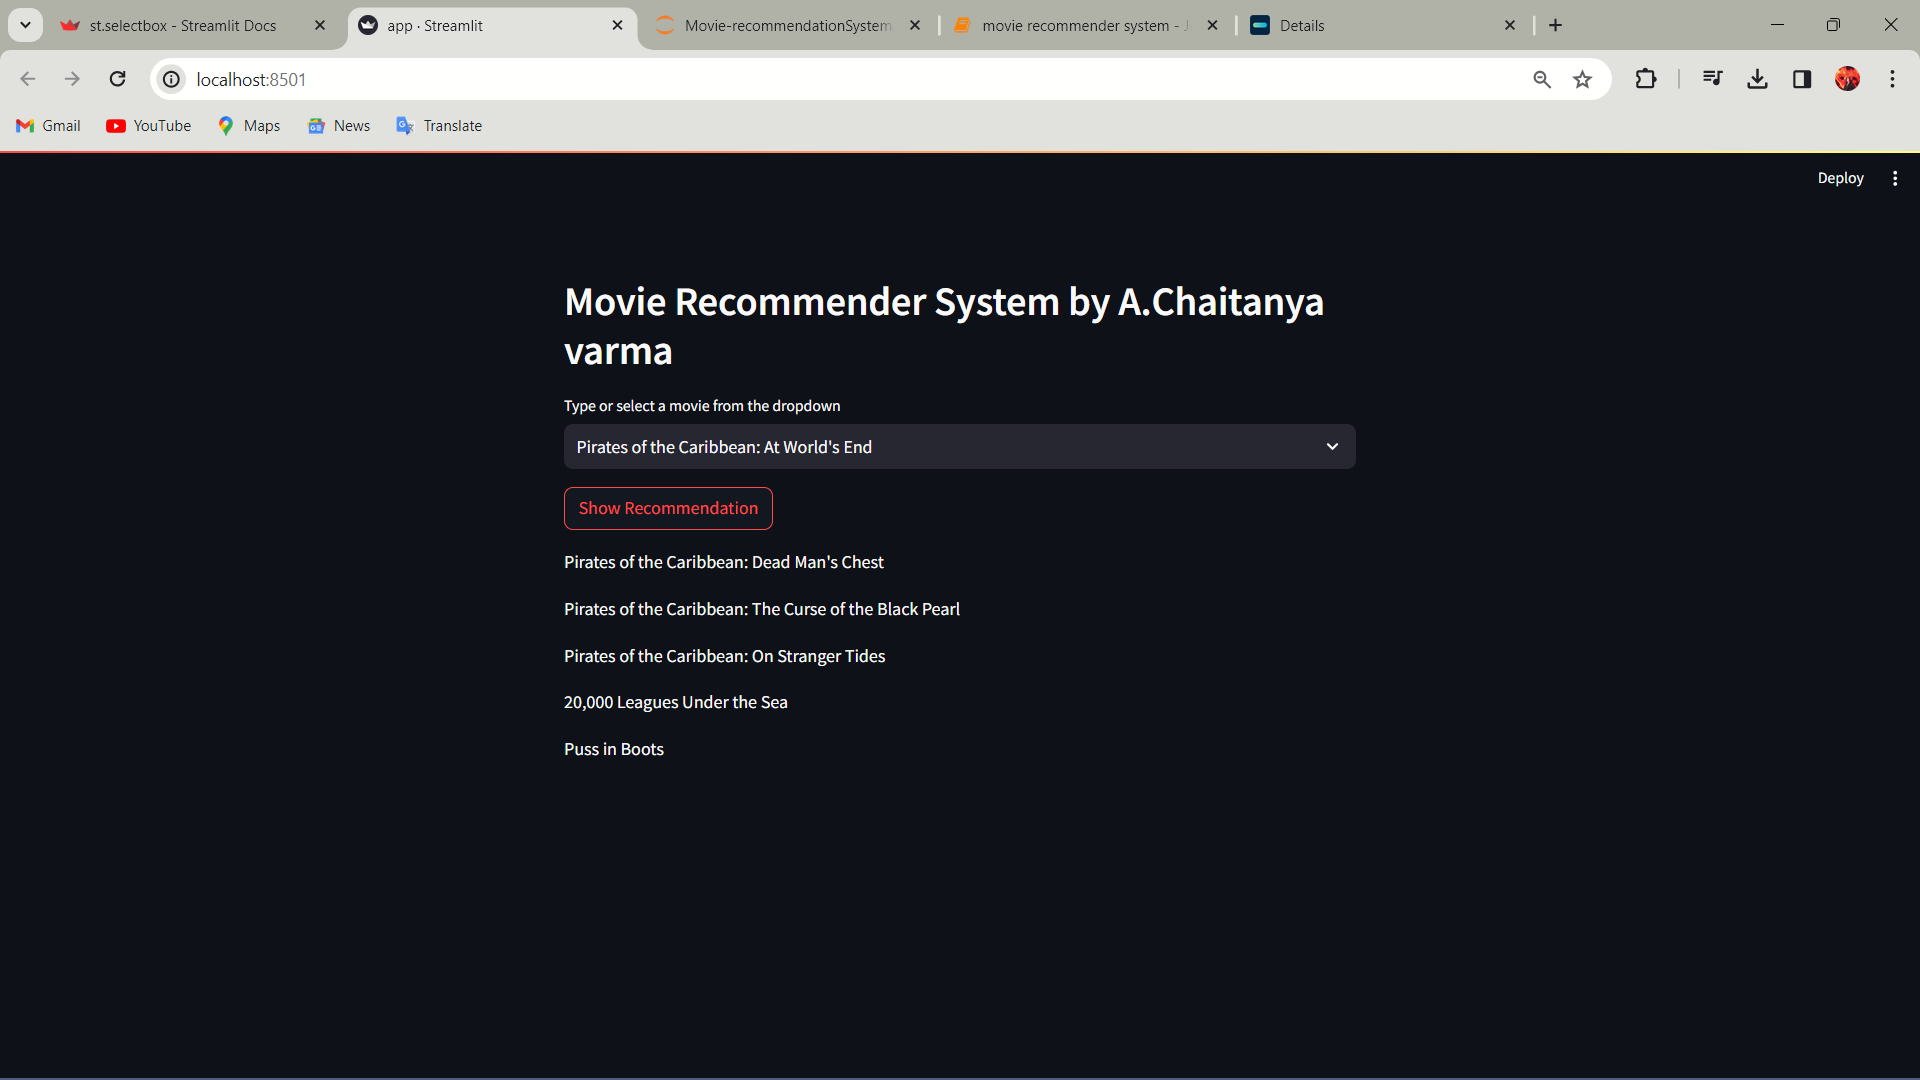 st.selectbox - Streamlit Docs
app · Streamlit
Movie-recommendationSystem
movie recommender system -
Details
localhost:8501
Gmail
YouTube
Maps
News
Translate
Deploy
Movie Recommender System by A.Chaitanya
varma
Type or select a movie from the dropdown
Pirates of the Caribbean: At World's End
Show Recommendation
Pirates of the Caribbean: Dead Man's Chest
Pirates of the Caribbean: The Curse of the Black Pearl
Pirates of the Caribbean: On Stranger Tides
20,000 Leagues Under the Sea
Puss in Boots